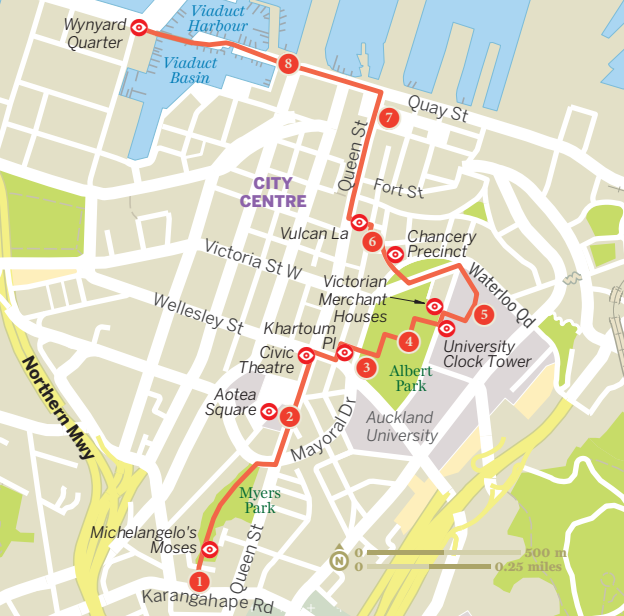 Wynyard
Quarter
Viaduct
Harbour
Viaduct
Basin
8
Quay St
7
Queen St
CITY
CENTRE
Fort St
Vulcan La
6
Chancery
Precinct
Victoria St W
Waterloo Qd
Victorian
Merchant
Houses
5
Wellesley St
Khartoum
Pl
4
University
Clock Tower
Civic
Theatre
3
Albert
Park
Aotea
Square
2
Mayoral Dr
Auckland
University
Northern Mwy
Myers
Park
Michelangelo's
Moses
Queen St
N
0 500 m
0 0.25 miles
1
Karangahape Rd